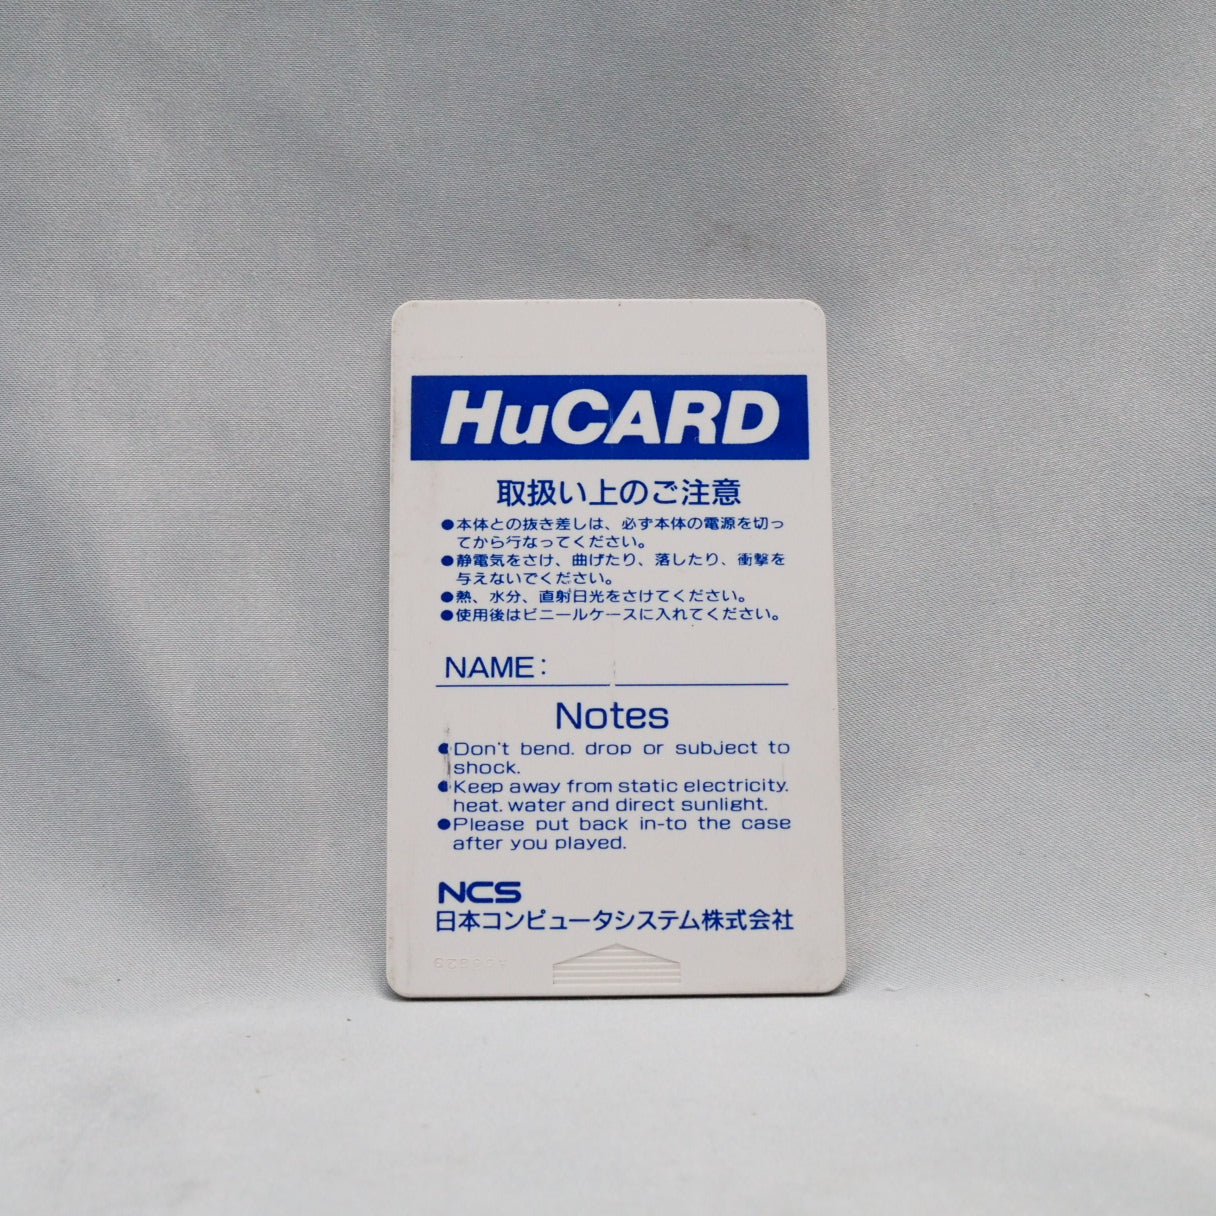 HuCARD
取扱い上のご注意
●本体との抜き差しは、必ず本体の電源を切っ
てから行なってください。
●静電気をさけ、曲げたり、落したり、衝撃を
与えないでください。
●熱、水分、直射日光をさけてください。
●使用後はビニールケースに入れてください。
NAME:
Notes
●Don't bend. drop or subject to
shock.
●Keep away from static electricity.
heat. water and direct sunlight.
●Please put back in-to the case
after you played.
NCS
日本コンピュータシステム株式会社